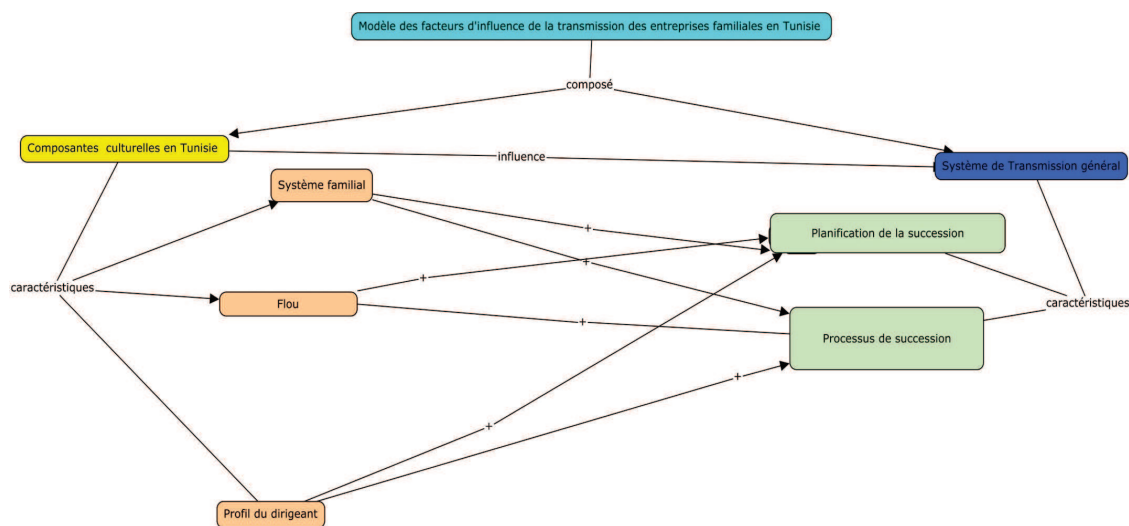 Modèle des facteurs d'influence de la transmission des entreprises familiales en Tunisie
composé
Composantes culturelles en Tunisie
influence
Système de Transmission général
Système familial
+
Planification de la succession
+
+
caractéristiques
Flou
caractéristiques
+
Processus de succession
+
+
Profil du dirigeant